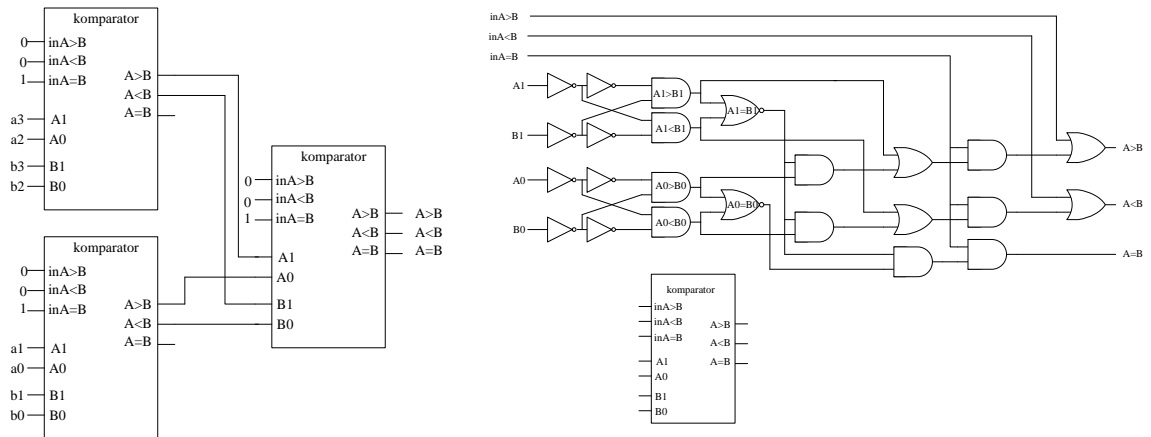 komparator
0 inA>B
0 inA<B
1 inA=B
A>B
A<B
A=B
a3 A1
a2 A0
b3 B1
b2 B0
komparator
0 inA>B
0 inA<B
1 inA=B
A>B
A<B
A=B
a1 A1
a0 A0
b1 B1
b0 B0
komparator
0 inA>B
0 inA<B
1 inA=B
A>B A>B
A<B A<B
A=B A=B
A1
A0
B1
B0
inA>B
inA<B
inA=B
A1
A1>B1
A1=B1
A1<B1
B1
A>B
A0
A0>B0
A0=B0
A<B
A0<B0
B0
A=B
komparator
inA>B
inA<B
inA=B
A>B
A<B
A=B
A1
A0
B1
B0